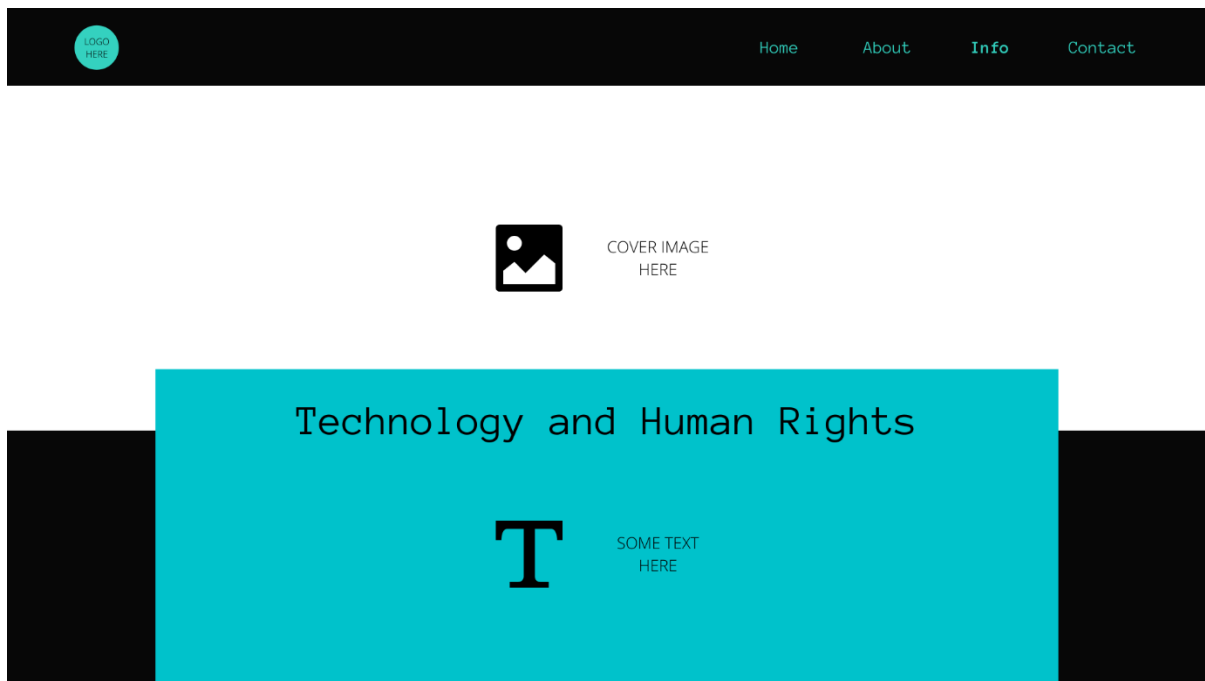 LOGO
HERE
Home About Info Contact
COVER IMAGE
HERE
Technology and Human Rights
T
SOME TEXT
HERE